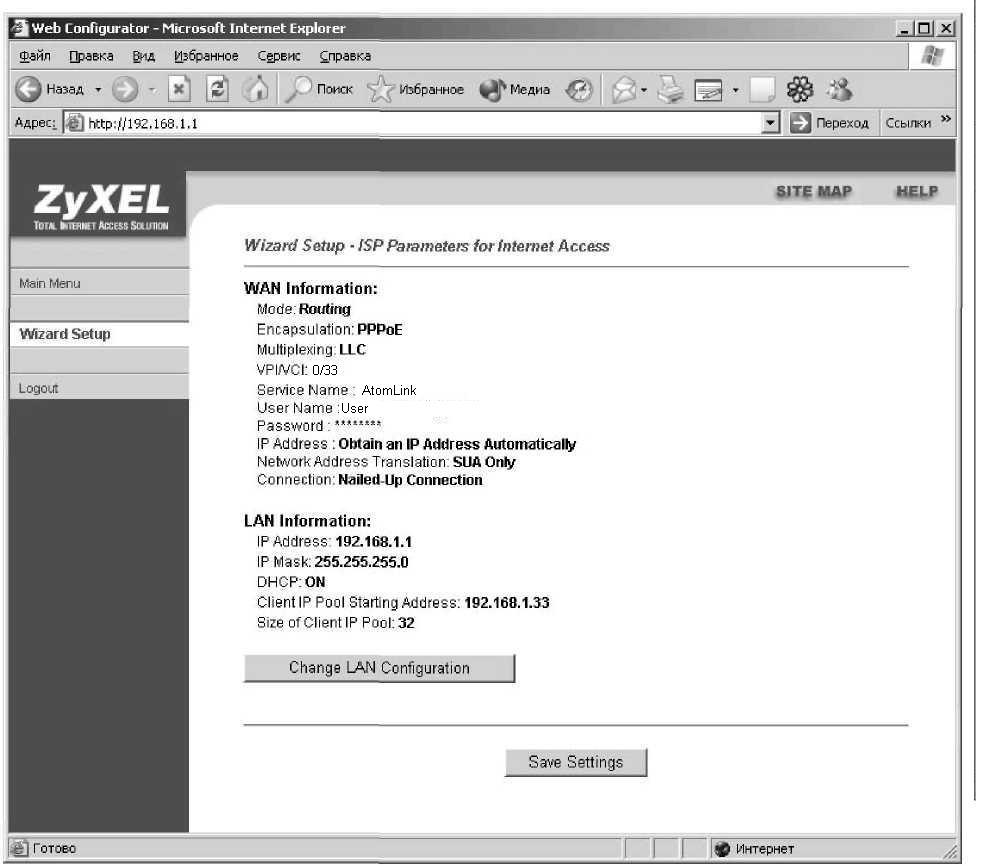 Web Configurator - Microsoft Internet Explorer
Файл Правка Вид Избранное Сервис Справка
Назад Поиск Избранное Медиа
Адрес: http://192.168.1.1 Переход Ссылки »
ZyXEL
TOTAL INTERNET ACCESS SOLUTION
SITE MAP HELP
Wizard Setup - ISP Parameters for Internet Access
Main Menu
Wizard Setup
Logout
WAN Information:
Mode: Routing
Encapsulation: PPPoE
Multiplexing: LLC
VPI/VCI: 0/33
Service Name : AtomLink
User Name :User
Password : ********
IP Address : Obtain an IP Address Automatically
Network Address Translation: SUA Only
Connection: Nailed-Up Connection
LAN Information:
IP Address: 192.168.1.1
IP Mask: 255.255.255.0
DHCP: ON
Client IP Pool Starting Address: 192.168.1.33
Size of Client IP Pool: 32
Change LAN Configuration
Save Settings
Готово Интернет